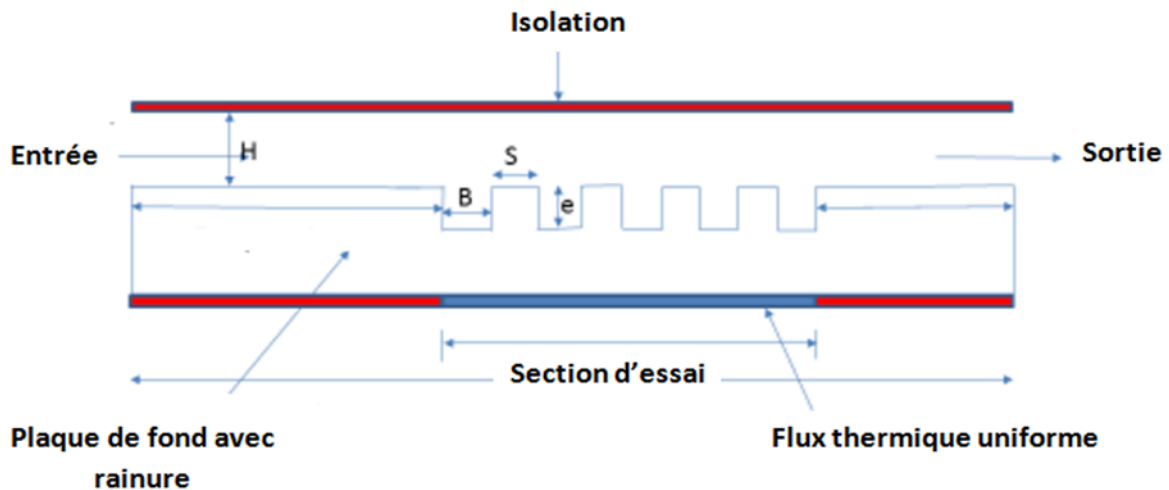 Isolation
Entrée
H
S
Sortie
B
e
Section d'essai
Plaque de fond avec
rainure
Flux thermique uniforme